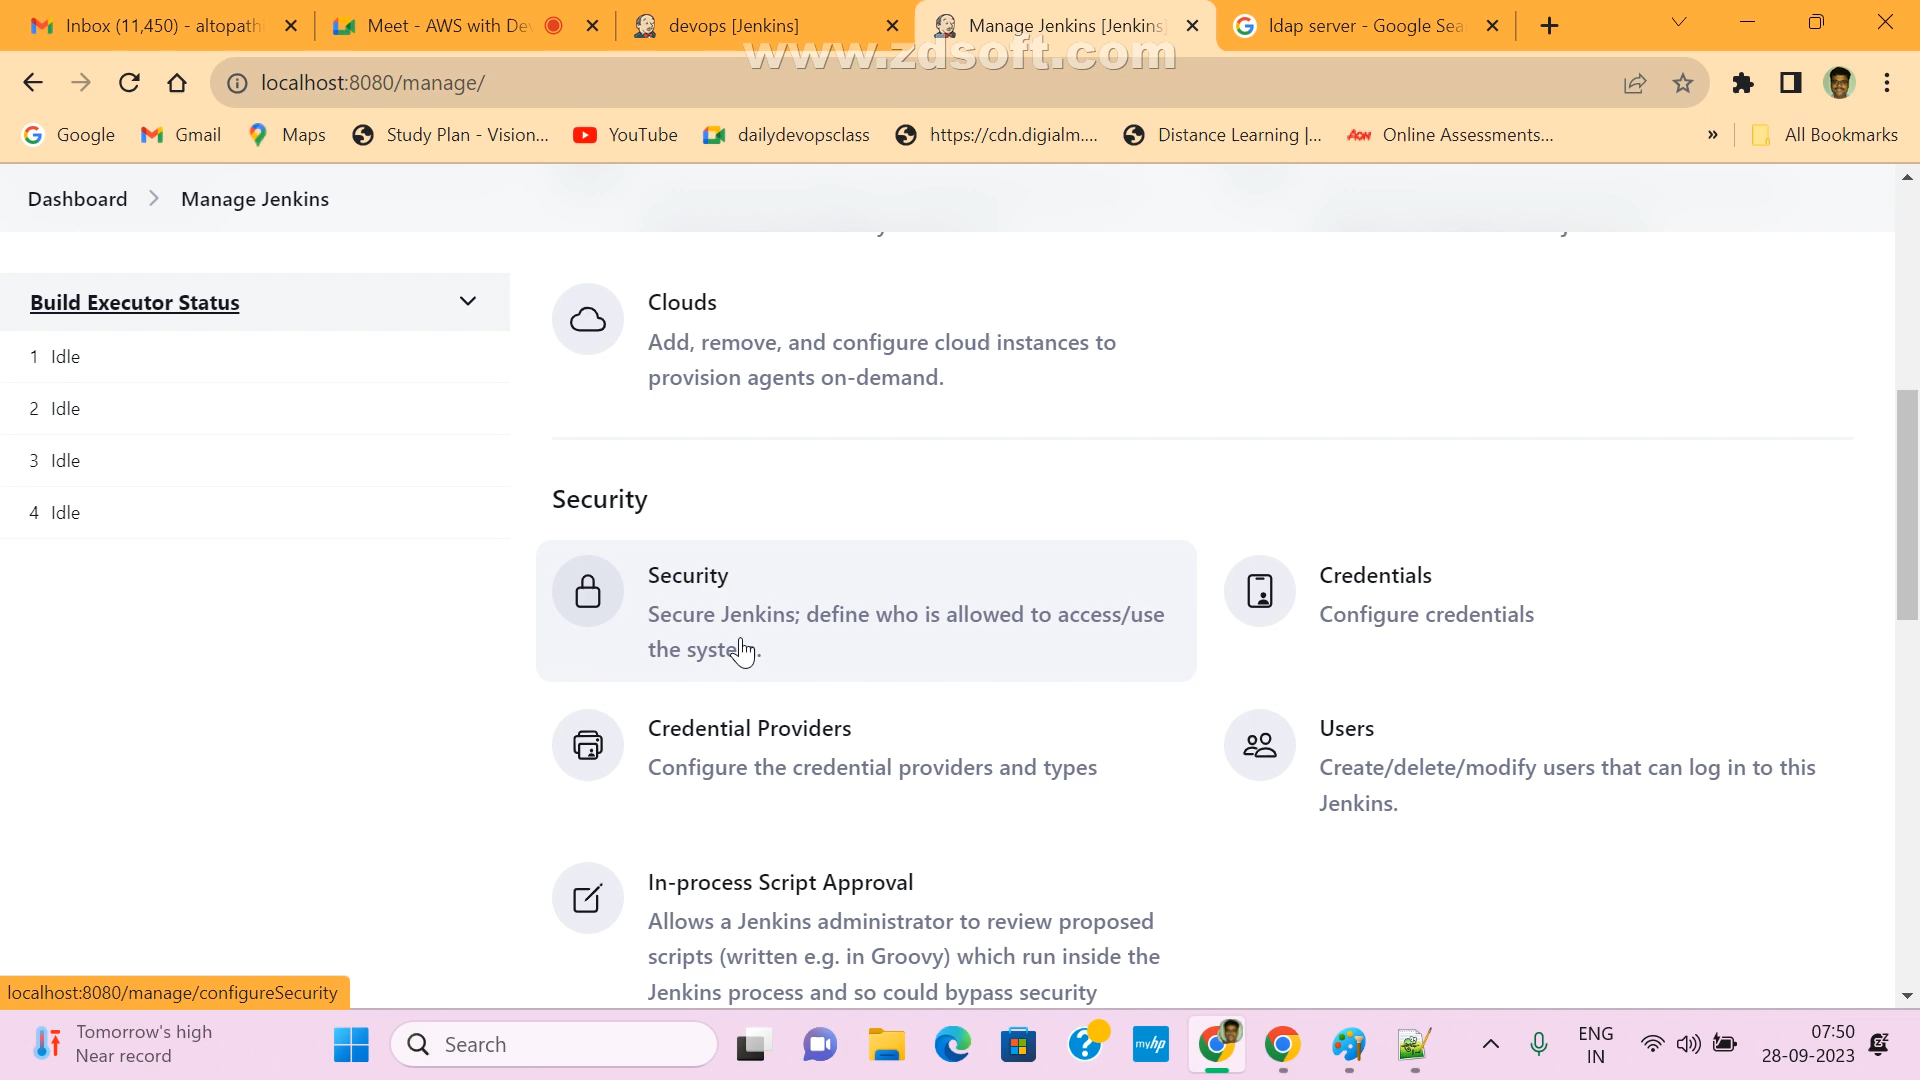 Inbox (11,450) - altopath
Meet - AWS with De
devops [Jenkins]
Manage Jenkins [Jenkins]
ldap server - Google Sea
www.zdsoft.com
localhost:8080/manage/
Google
Gmail
Maps
Study Plan - Vision...
YouTube
dailydevopsclass
https://cdn.digialm....
Distance Learning |...
AON
Online Assessments...
»
All Bookmarks
Dashboard > Manage Jenkins
Build Executor Status
1 Idle
2 Idle
3 Idle
4 Idle
Clouds
Add, remove, and configure cloud instances to
provision agents on-demand.
Security
Security
Secure Jenkins; define who is allowed to access/use
the system.
Credentials
Configure credentials
Credential Providers
Configure the credential providers and types
Users
Create/delete/modify users that can log in to this
Jenkins.
In-process Script Approval
Allows a Jenkins administrator to review proposed
scripts (written e.g. in Groovy) which run inside the
Jenkins process and so could bypass security
localhost:8080/manage/configureSecurity
Tomorrow's high
Near record
Search
myhp
ENG
IN
07:50
28-09-2023